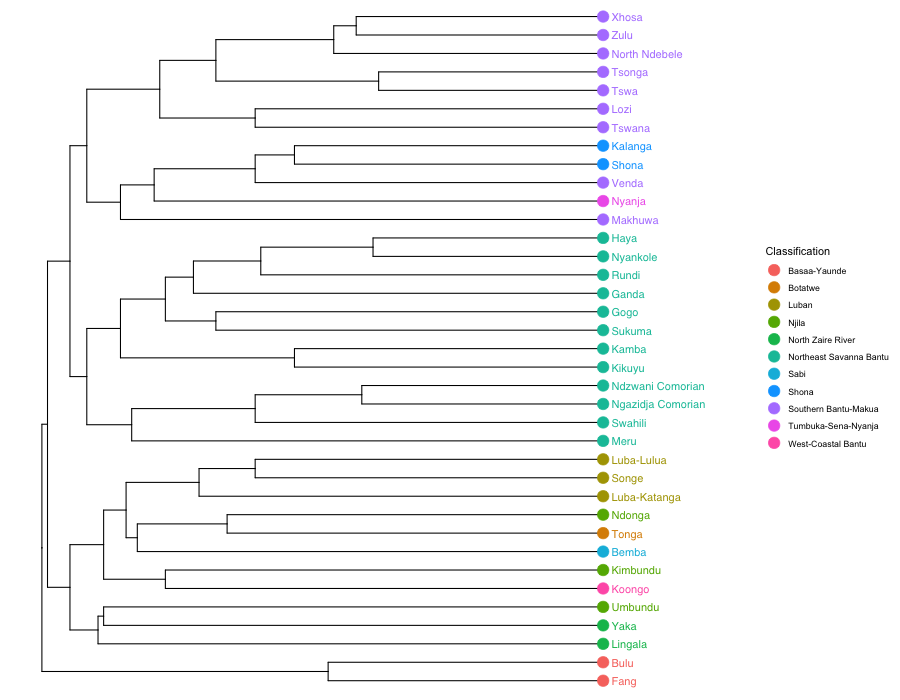 Xhosa
Zulu
North Ndebele
Tsonga
Tswa
Lozi
Tswana
Kalanga
Shona
Venda
Nyanja
Makhuwa
Haya
Nyankole
Rundi
Ganda
Gogo
Sukuma
Kamba
Kikuyu
Ndzwani Comorian
Ngazidja Comorian
Swahili
Meru
Luba-Lulua
Songe
Luba-Katanga
Ndonga
Tonga
Bemba
Kimbundu
Koongo
Umbundu
Yaka
Lingala
Bulu
Fang
Classification
Basaa-Yaunde
Botatwe
Luban
Njila
North Zaire River
Northeast Savanna Bantu
Sabi
Shona
Southern Bantu-Makua
Tumbuka-Sena-Nyanja
West-Coastal Bantu